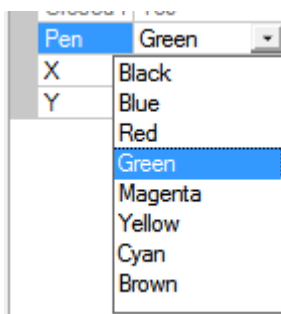 Pen Green
X Black
Y Blue
Red
Green
Magenta
Yellow
Cyan
Brown